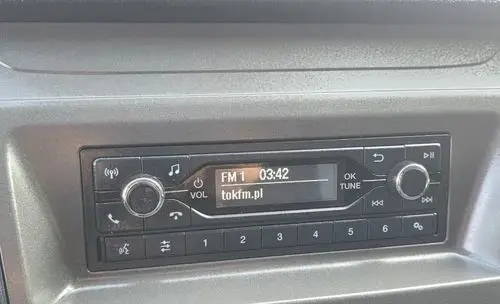 FM 1 03:42
tokfm.pl
VOL
OK
TUNE
1 2 3 4 5 6